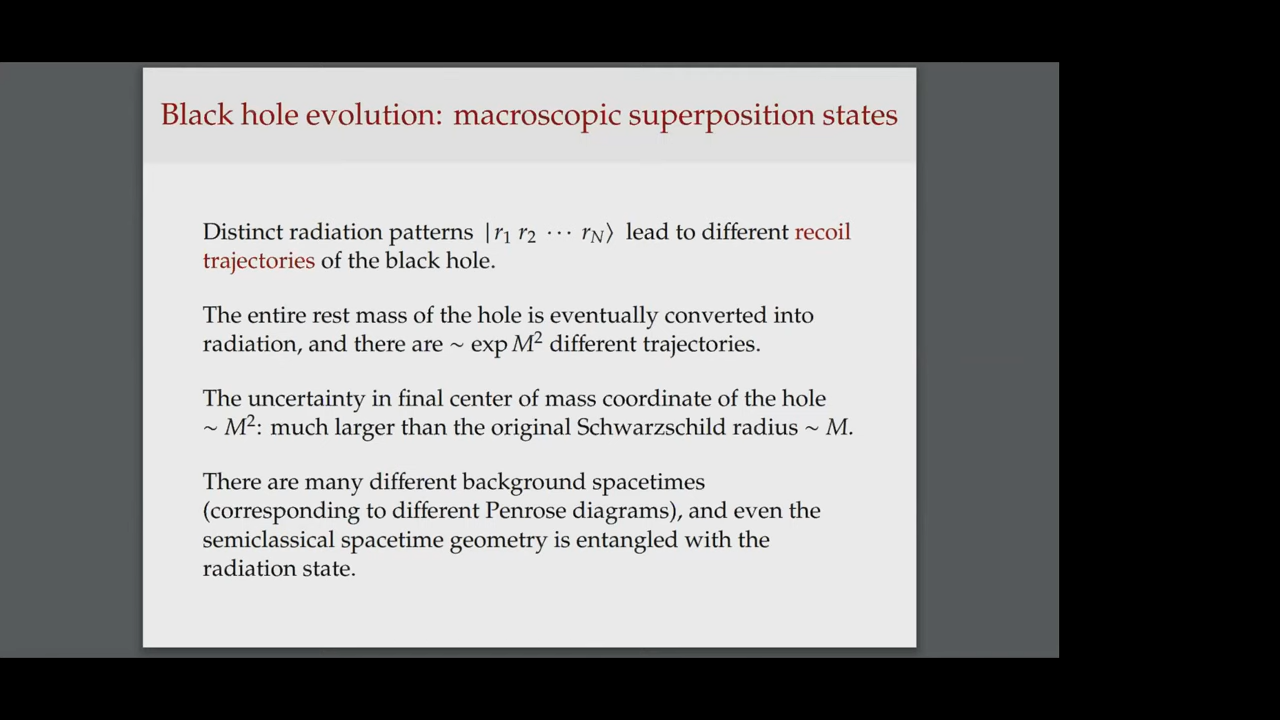 Black hole evolution: macroscopic superposition states
Distinct radiation patterns |r₁ r₂ ⋯ r_N⟩ lead to different recoil
trajectories of the black hole.
The entire rest mass of the hole is eventually converted into
radiation, and there are ~ exp M² different trajectories.
The uncertainty in final center of mass coordinate of the hole
~ M²: much larger than the original Schwarzschild radius ~ M.
There are many different background spacetimes
(corresponding to different Penrose diagrams), and even the
semiclassical spacetime geometry is entangled with the
radiation state.